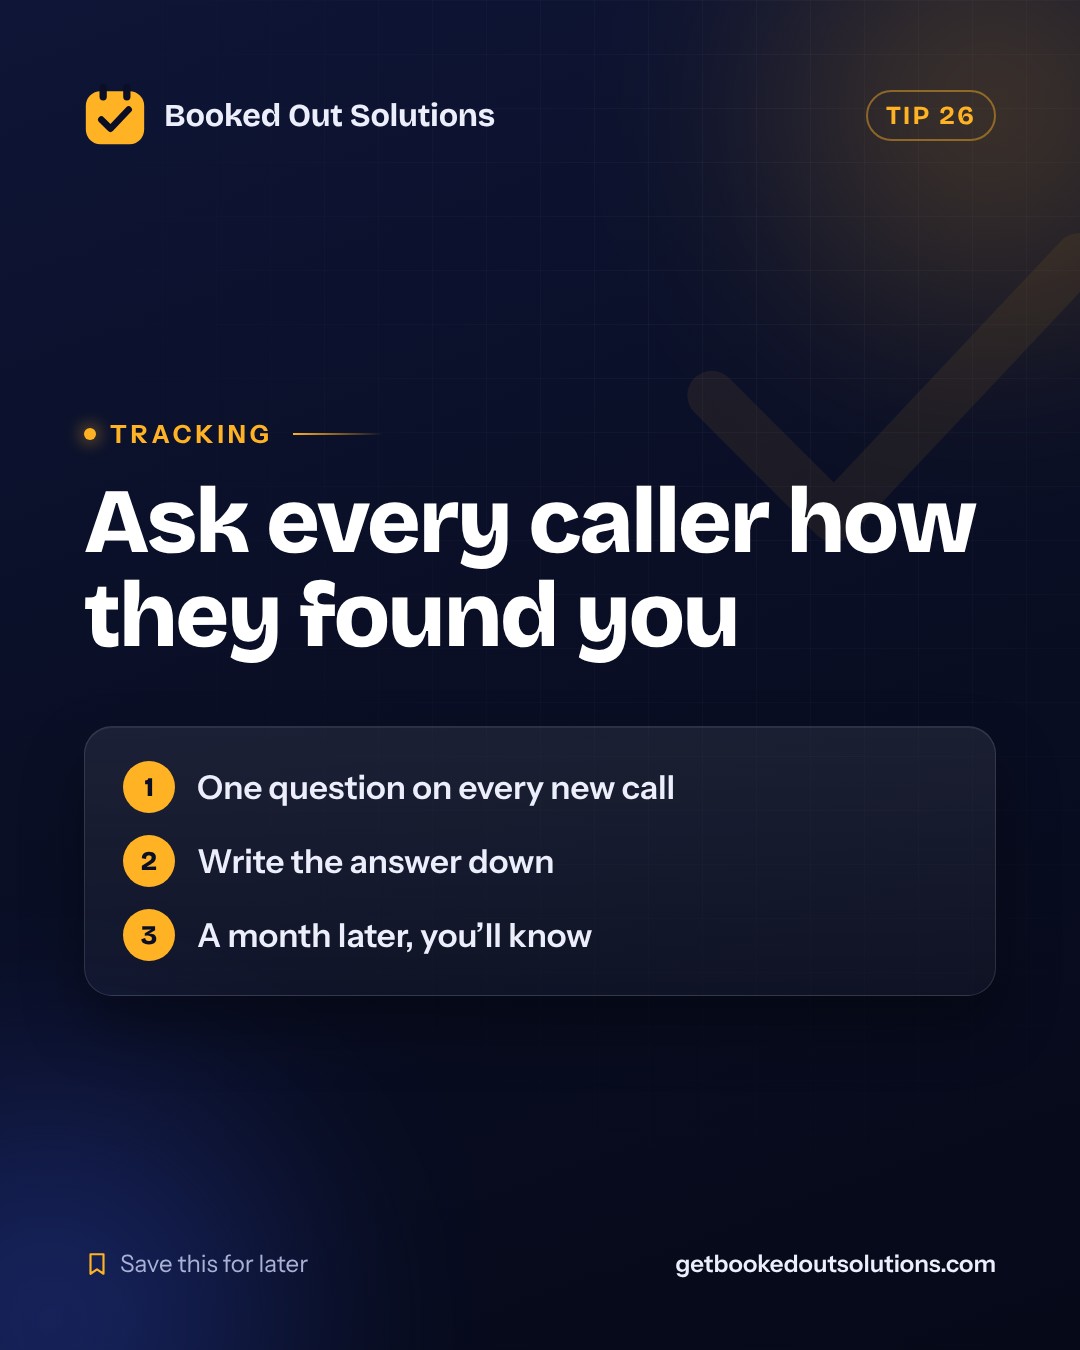 Booked Out Solutions
TIP 26
TRACKING
Ask every caller how
they found you
1 One question on every new call
2 Write the answer down
3 A month later, you’ll know
Save this for later
getbookedoutsolutions.com